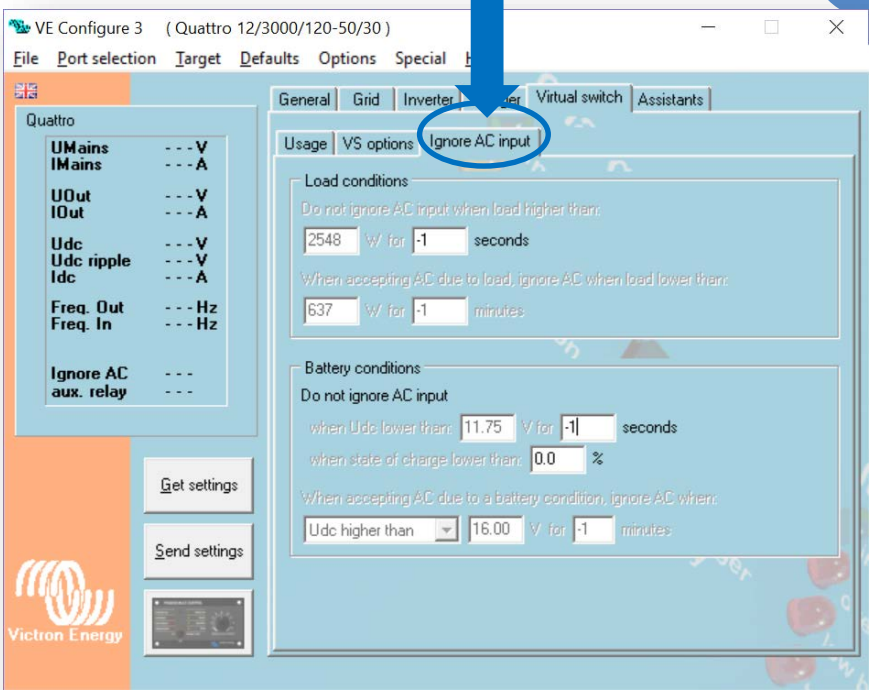 VE Configure 3 ( Quattro 12/3000/120-50/30 )
File Port selection Target Defaults Options Special
General Grid Inverter Virtual switch Assistants
Usage VS options Ignore AC input
Quattro
UMains - - - V
IMains - - - A
UOut - - - V
IOut - - - A
Udc - - - V
Udc ripple - - - V
Idc - - - A
Freq. Out - - - Hz
Freq. In - - - Hz
Ignore AC - - -
aux. relay - - -
Get settings
Send settings
Victron Energy
Load conditions
Do not ignore AC input when load higher than:
2548 W for -1 seconds
When accepting AC due to load, ignore AC when load lower than:
637 W for -1 minutes
Battery conditions
Do not ignore AC input
when Udc lower than: 11.75 V for -1 seconds
when state of charge lower than: 0.0 %
When accepting AC due to a battery condition, ignore AC when:
Udc higher than 16.00 V for -1 minutes